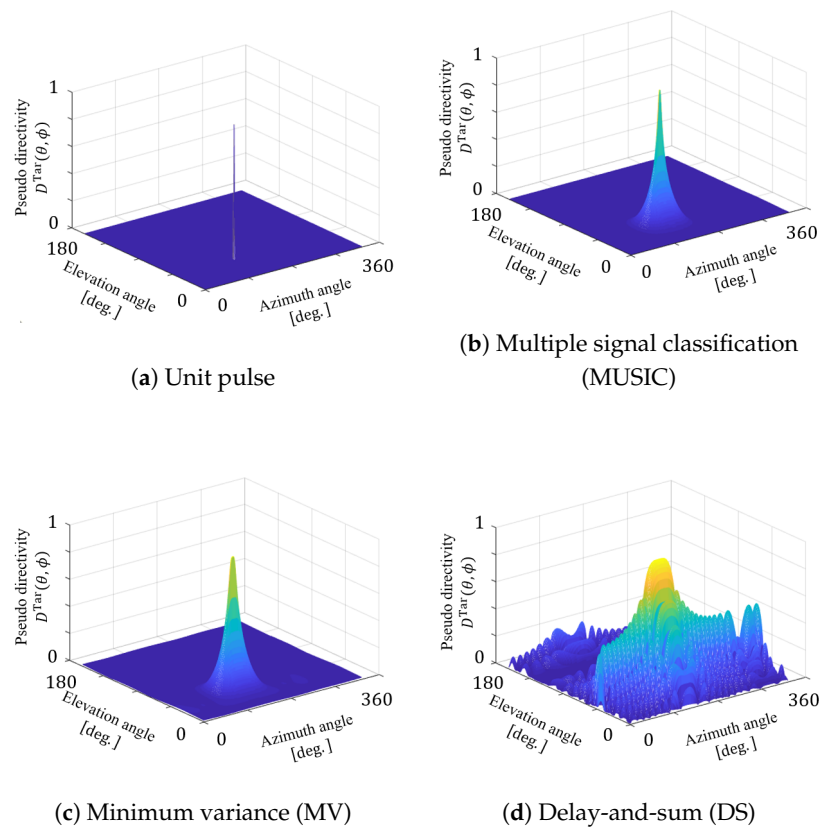 1
Pseudo directivity
D^Tar(θ, ϕ)
0
180
Elevation angle
[deg.]
0
0
Azimuth angle
[deg.]
360
(a) Unit pulse
1
Pseudo directivity
D^Tar(θ, ϕ)
0
180
Elevation angle
[deg.]
0
0
Azimuth angle
[deg.]
360
(b) Multiple signal classification
(MUSIC)
1
Pseudo directivity
D^Tar(θ, ϕ)
0
180
Elevation angle
[deg.]
0
0
Azimuth angle
[deg.]
360
(c) Minimum variance (MV)
1
Pseudo directivity
D^Tar(θ, ϕ)
0
180
Elevation angle
[deg.]
0
0
Azimuth angle
[deg.]
360
(d) Delay-and-sum (DS)